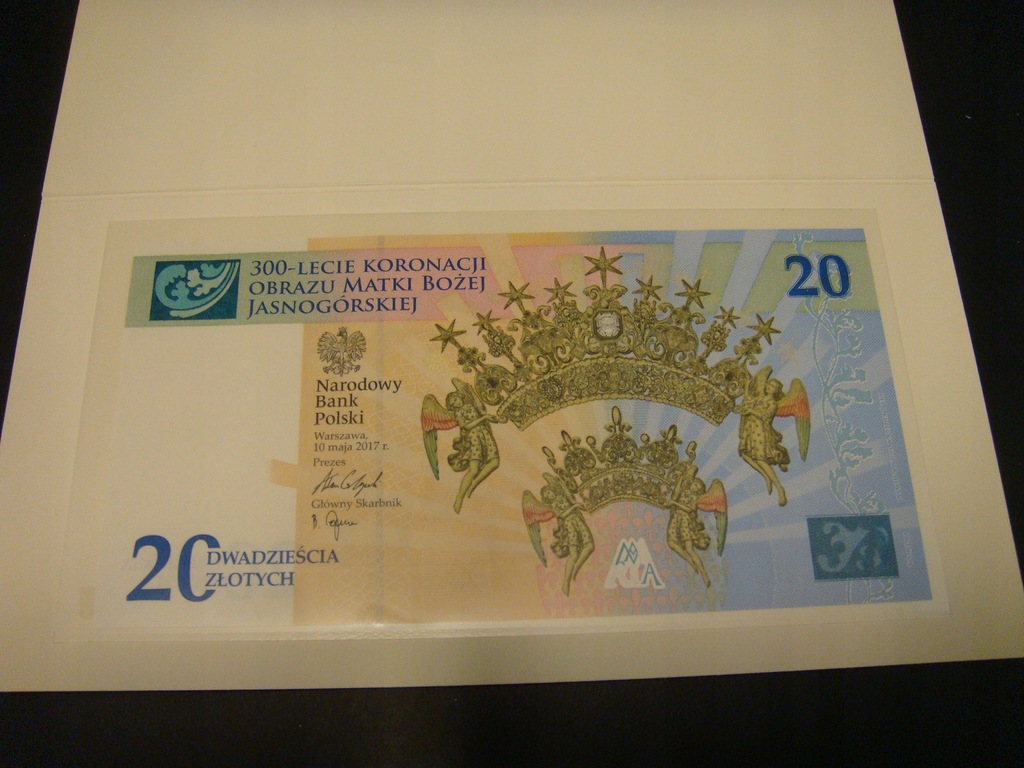 300-LECIE KORONACJI
OBRAZU MATKI BOŻEJ
JASNOGÓRSKIEJ
20
Narodowy
Bank
Polski
Warszawa,
10 maja 2017 r.
Prezes
Główny Skarbnik
20 DWADZIEŚCIA
ZŁOTYCH